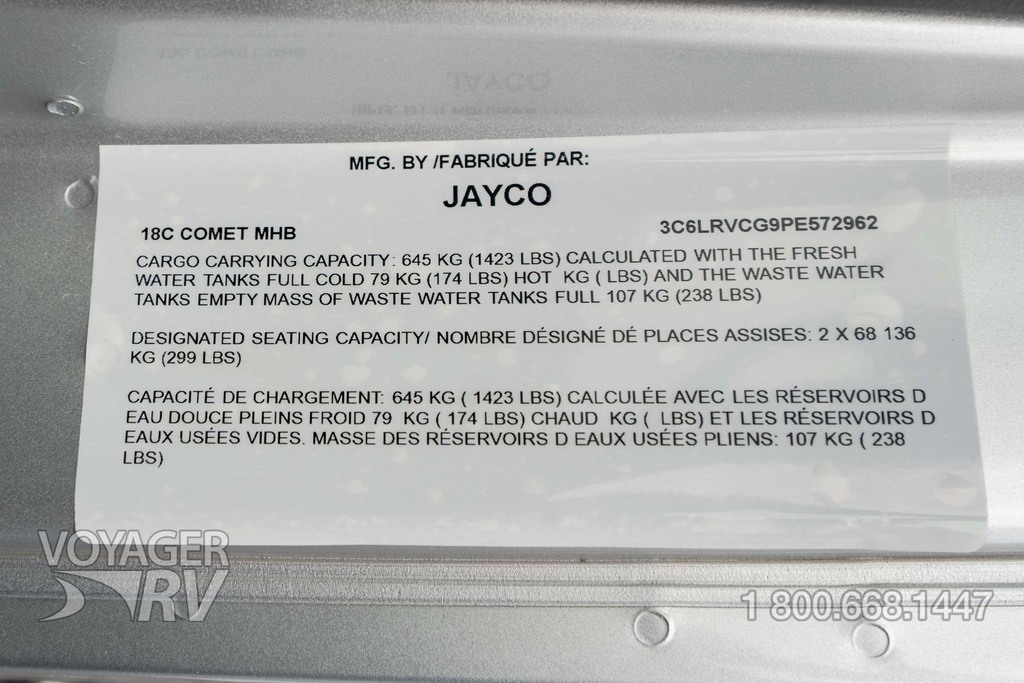 MFG. BY /FABRIQUÉ PAR:
JAYCO
18C COMET MHB 3C6LRVCG9PE572962
CARGO CARRYING CAPACITY: 645 KG (1423 LBS) CALCULATED WITH THE FRESH
WATER TANKS FULL COLD 79 KG (174 LBS) HOT KG ( LBS) AND THE WASTE WATER
TANKS EMPTY MASS OF WASTE WATER TANKS FULL 107 KG (238 LBS)
DESIGNATED SEATING CAPACITY/ NOMBRE DÉSIGNÉ DÉ PLACES ASSISES: 2 X 68 136
KG (299 LBS)
CAPACITÉ DE CHARGEMENT: 645 KG ( 1423 LBS) CALCULÉE AVEC LES RÉSERVOIRS D
EAU DOUCE PLEINS FROID 79 KG ( 174 LBS) CHAUD KG ( LBS) ET LES RÉSERVOIRS D
EAUX USÉES VIDES. MASSE DES RÉSERVOIRS D EAUX USÉES PLIENS: 107 KG ( 238
LBS)
VOYAGER
RV
1 800.668.1447